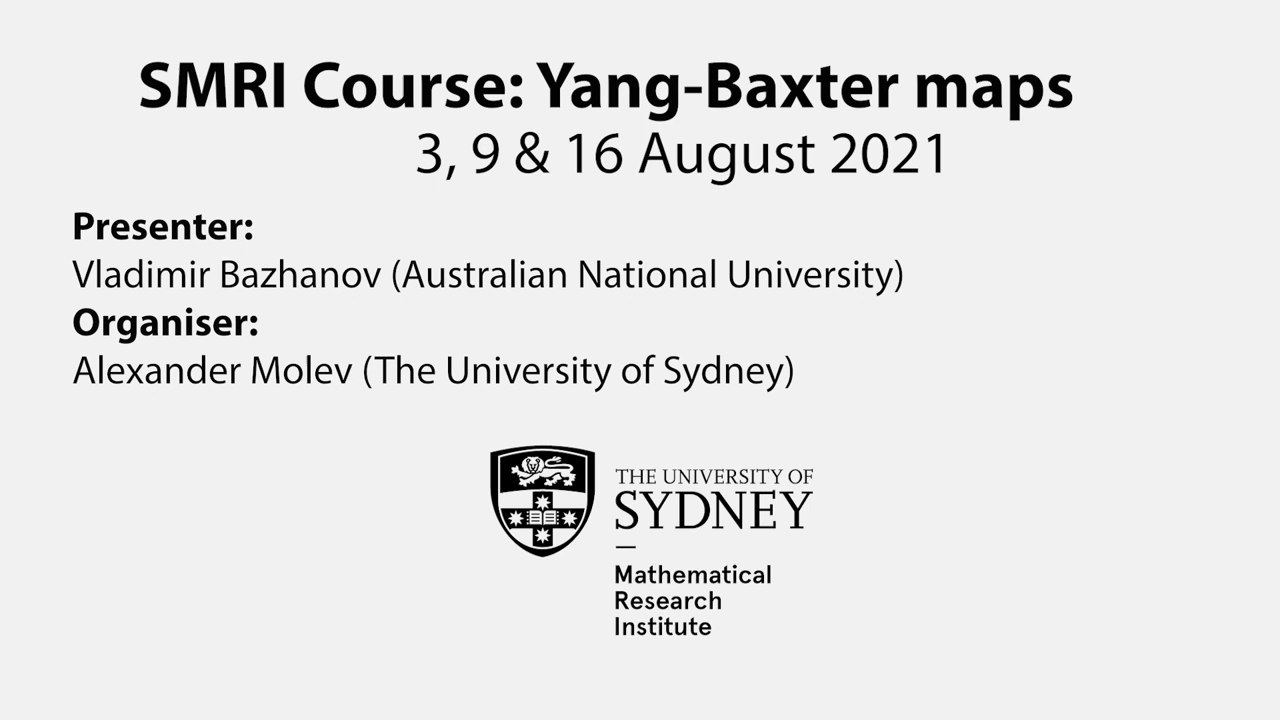 SMRI Course: Yang-Baxter maps
3, 9 & 16 August 2021
Presenter:
Vladimir Bazhanov (Australian National University)
Organiser:
Alexander Molev (The University of Sydney)
THE UNIVERSITY OF
SYDNEY
Mathematical
Research
Institute